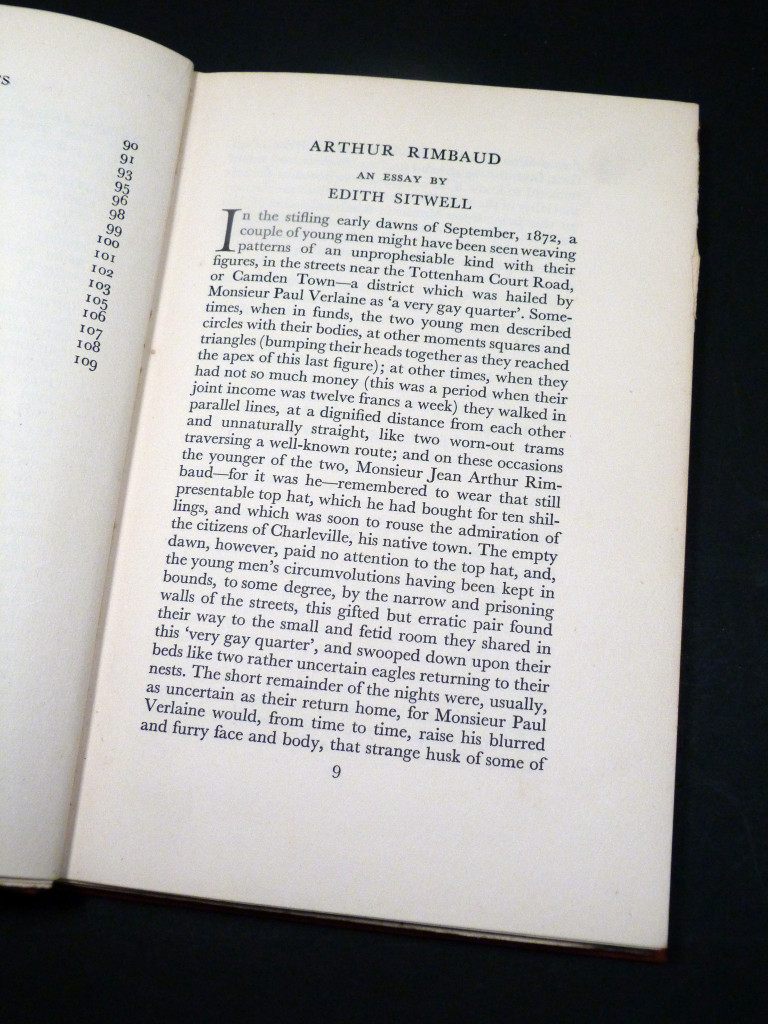 s
90
91
93
95
96
98
99
100
101
102
103
105
106
107
108
109
ARTHUR RIMBAUD
AN ESSAY BY
EDITH SITWELL
In the stifling early dawns of September, 1872, a
couple of young men might have been seen weaving
patterns of an unprophesiable kind with their
figures, in the streets near the Tottenham Court Road,
or Camden Town—a district which was hailed by
Monsieur Paul Verlaine as 'a very gay quarter'. Some-
times, when in funds, the two young men described
circles with their bodies, at other moments squares and
triangles (bumping their heads together as they reached
the apex of this last figure); at other times, when they
had not so much money (this was a period when their
joint income was twelve francs a week) they walked in
parallel lines, at a dignified distance from each other
and unnaturally straight, like two worn-out trams
traversing a well-known route; and on these occasions
the younger of the two, Monsieur Jean Arthur Rim-
baud—for it was he—remembered to wear that still
presentable top hat, which he had bought for ten shil-
lings, and which was soon to rouse the admiration of
the citizens of Charleville, his native town. The empty
dawn, however, paid no attention to the top hat, and,
the young men's circumvolutions having been kept in
bounds, to some degree, by the narrow and prisoning
walls of the streets, this gifted but erratic pair found
their way to the small and fetid room they shared in
this 'very gay quarter', and swooped down upon their
beds like two rather uncertain eagles returning to their
nests. The short remainder of the nights were, usually,
as uncertain as their return home, for Monsieur Paul
Verlaine would, from time to time, raise his blurred
and furry face and body, that strange husk of some of
9